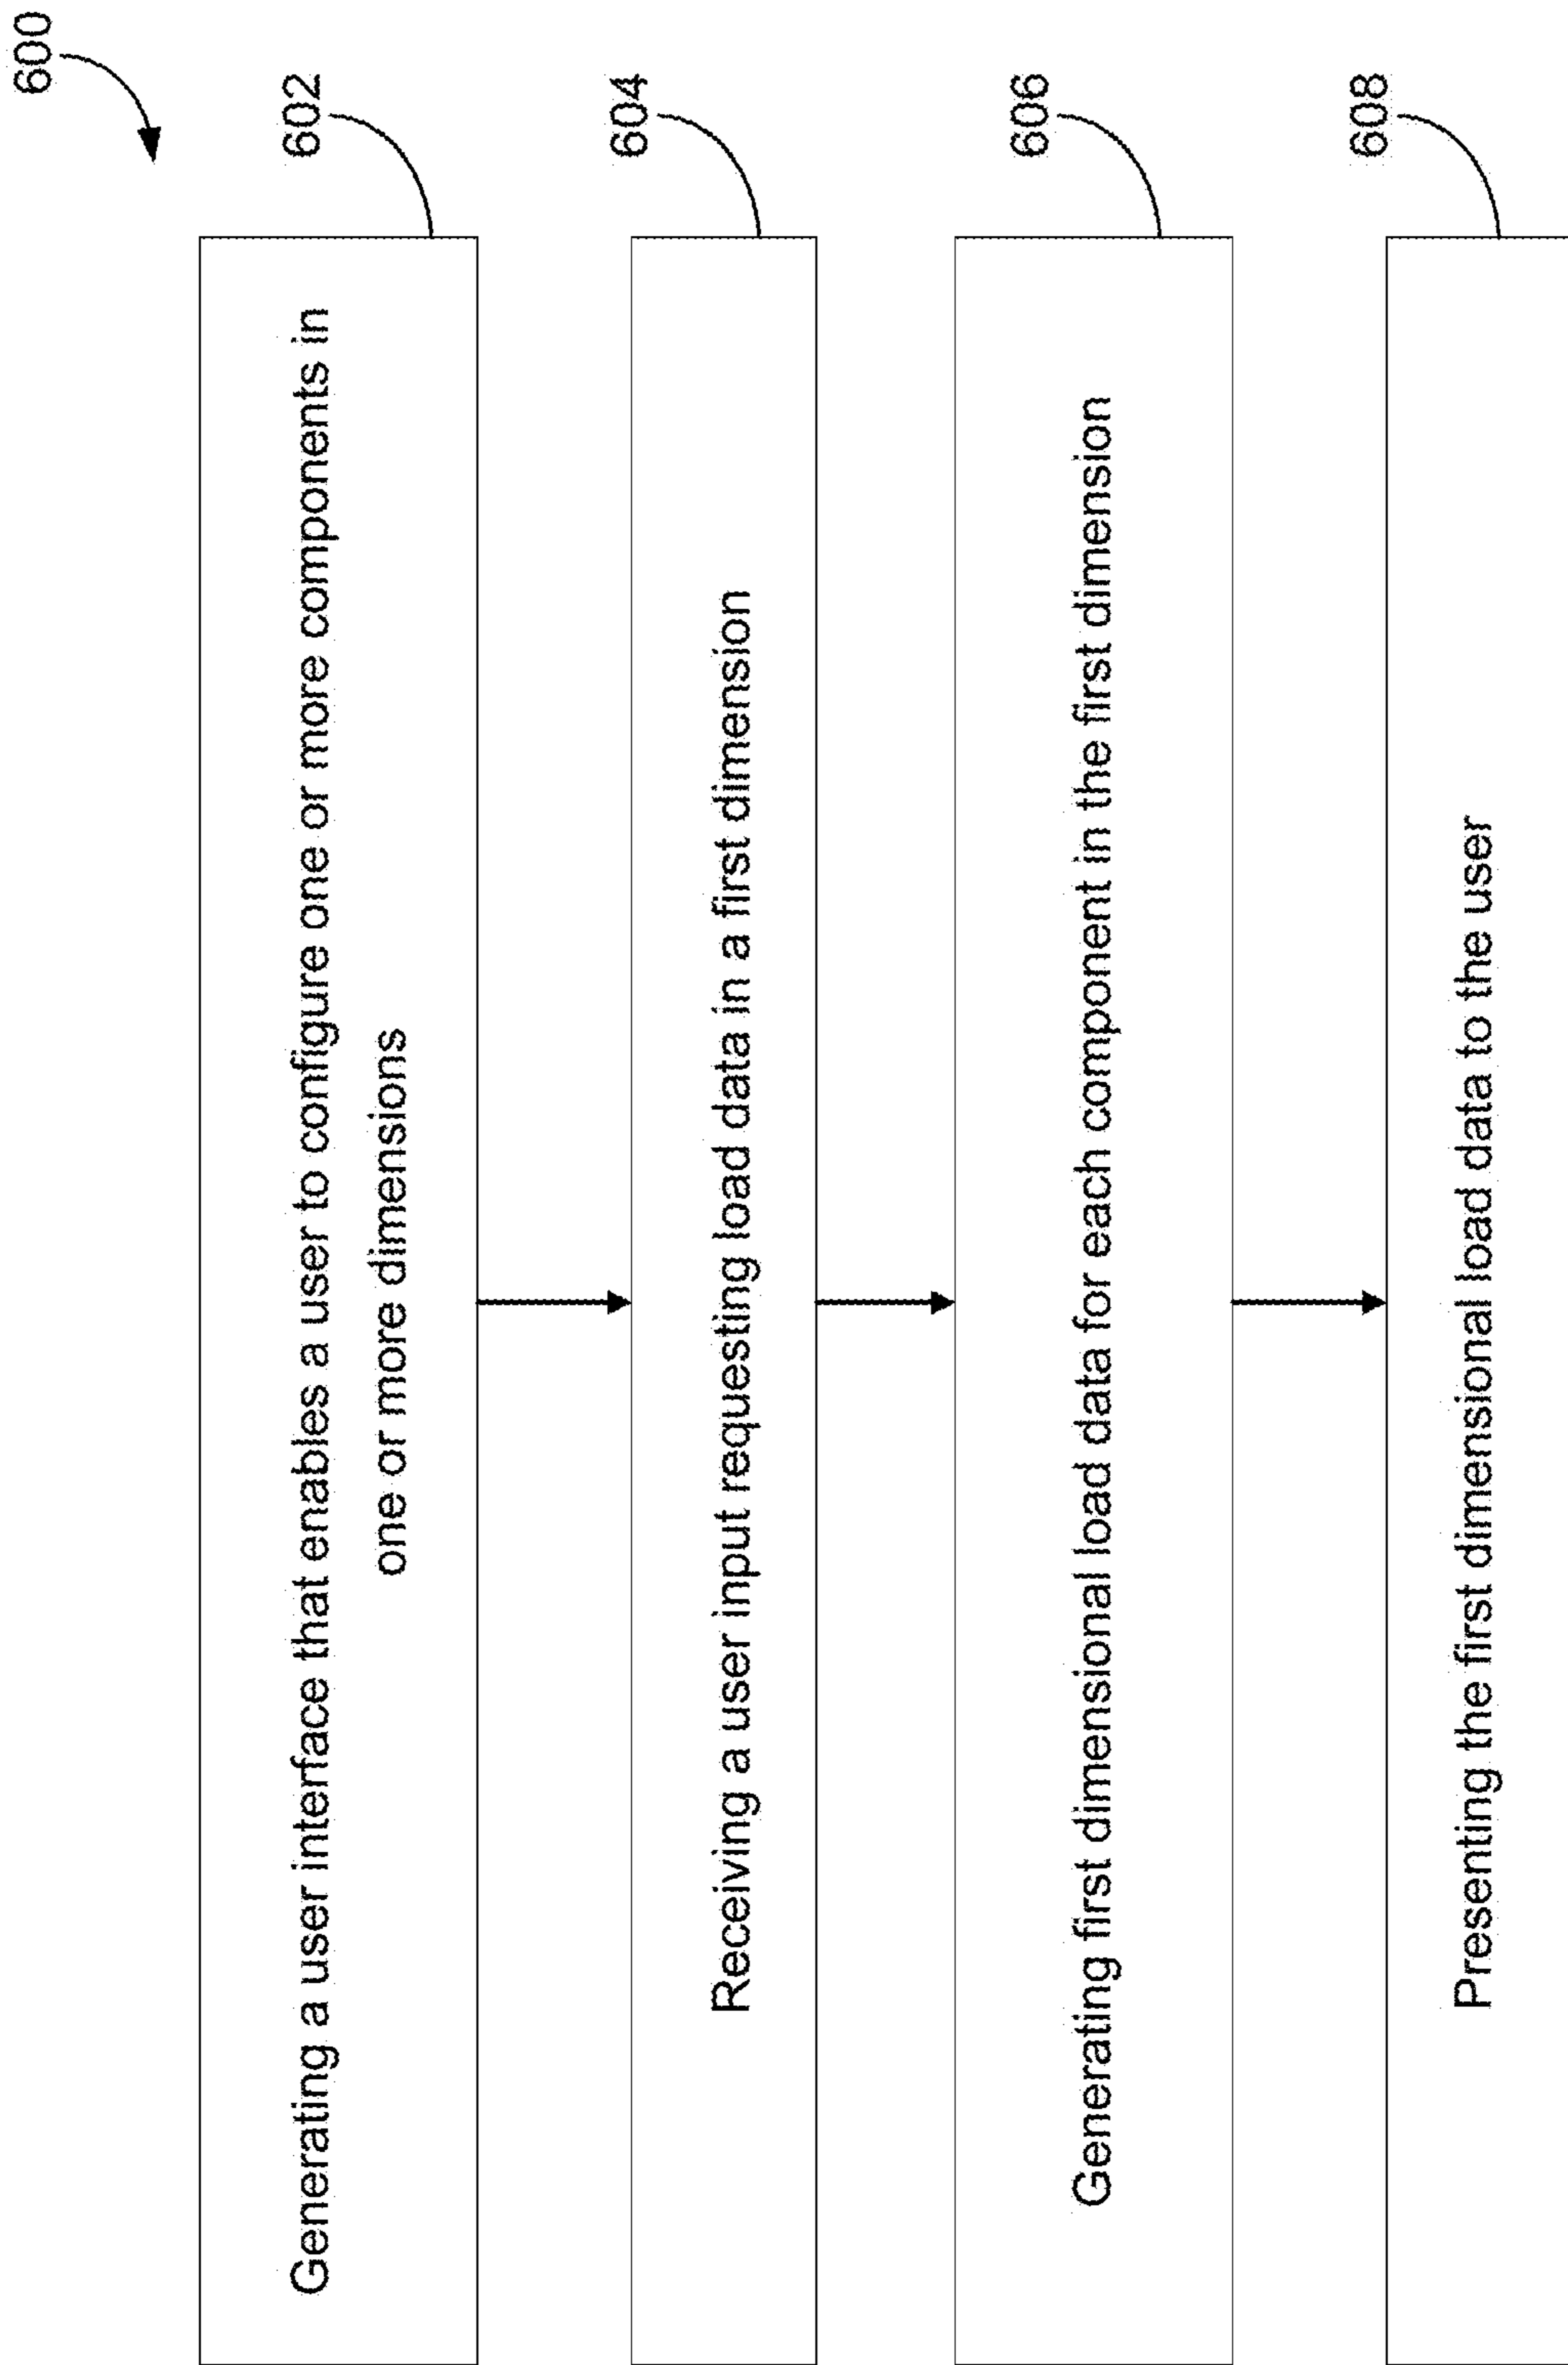 600
602
Generating a user interface that enables a user to configure one or more components in
one or more dimensions
604
Receiving a user input requesting load data in a first dimension
606
Generating first dimensional load data for each component in the first dimension
608
Presenting the first dimensional load data to the user